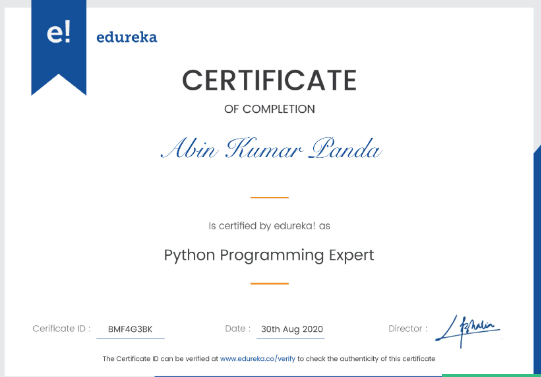 e!
edureka
CERTIFICATE
OF COMPLETION
Abin Kumar Panda
Is certified by edureka! as
Python Programming Expert
Cerificate ID : BMF4G3BK Date : 30th Aug 2020 Director :
The Certificate ID can be verified at www.edureka.co/verify to check the authenticity of this certificate